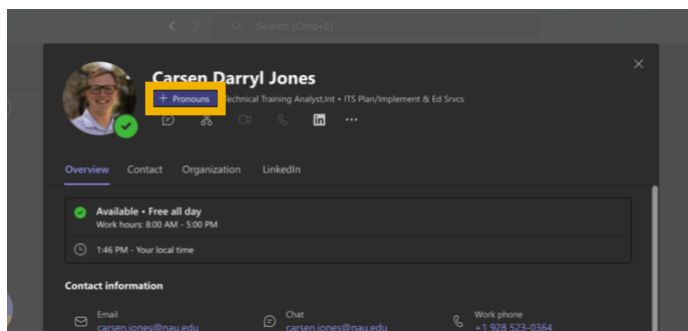 Search (Cmd+E)
Carsen Darryl Jones
+ Pronouns Technical Training Analyst,Int • ITS Plan/Implement & Ed Srvcs
in ...
Overview Contact Organization LinkedIn
Available • Free all day
Work hours: 8:00 AM - 5:00 PM
1:46 PM - Your local time
Contact information
Email Chat Work phone
carsen.jones@nau.edu carsen.jones@nau.edu +1 928 523-0364